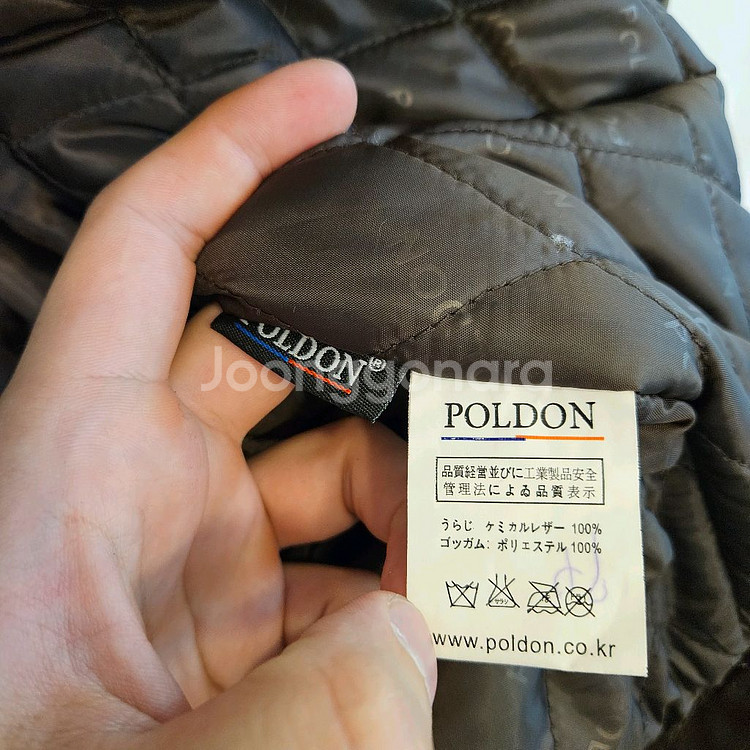 POLDON®
Joonggonara
POLDON
品質経営並びに工業製品安全
管理法によゐ品質表示
うらじ ケミカルレザー 100%
ゴッガム: ポリエステル 100%
www.poldon.co.kr